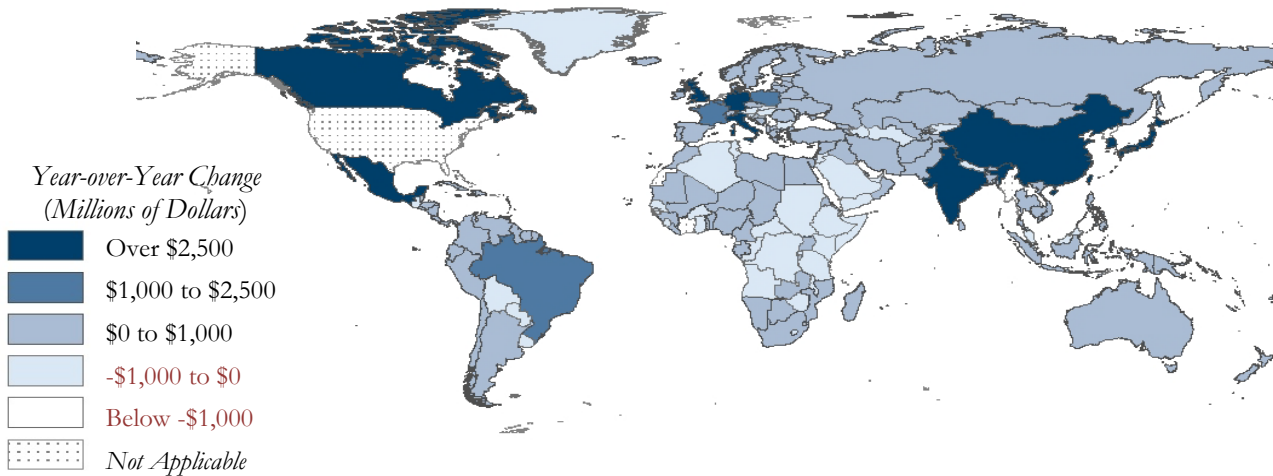 Year-over-Year Change
(Millions of Dollars)
Over $2,500
$1,000 to $2,500
$0 to $1,000
-$1,000 to $0
Below -$1,000
Not Applicable